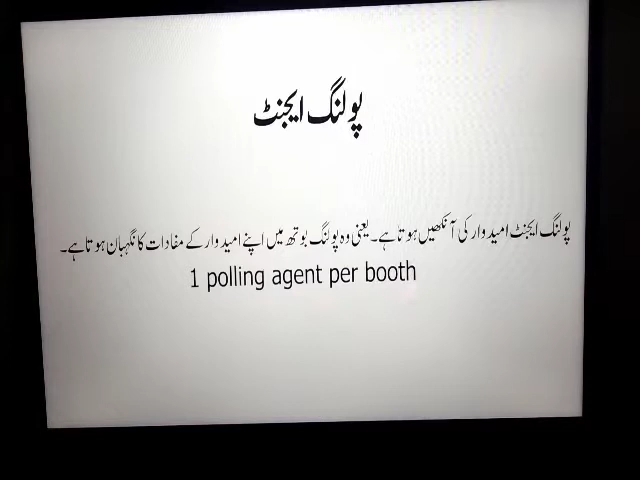 پولنگ ایجنٹ
پولنگ ایجنٹ امیدوار کی آنکھیں ہوتا ہے۔ یعنی وہ پولنگ بوتھ میں اپنے امیدوار کے مفادات کا نگہبان ہوتا ہے۔
1 polling agent per booth